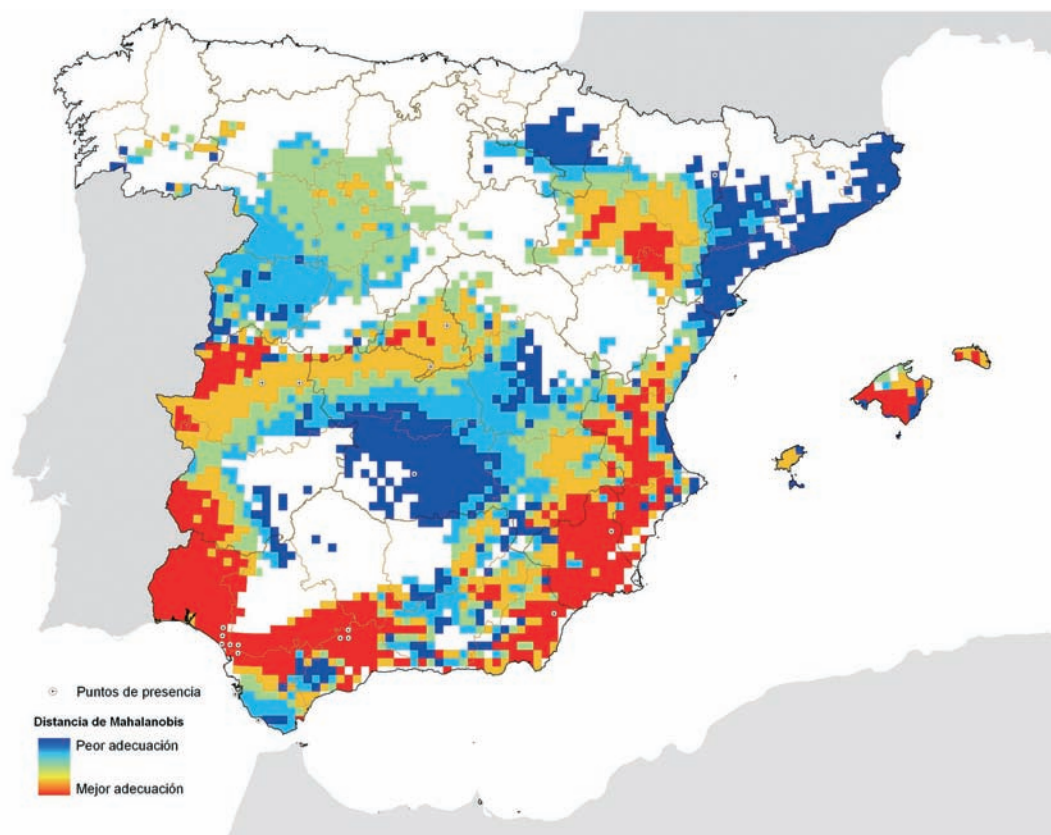 Puntos de presencia
Distancia de Mahalanobis
Peor adecuación
Mejor adecuación